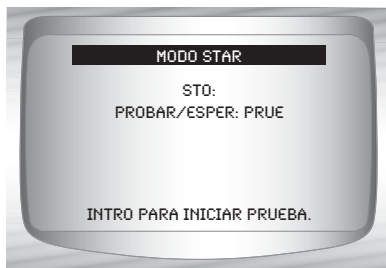 MODO STAR
STO:
PROBAR/ESPER: PRUE
INTRO PARA INICIAR PRUEBA.